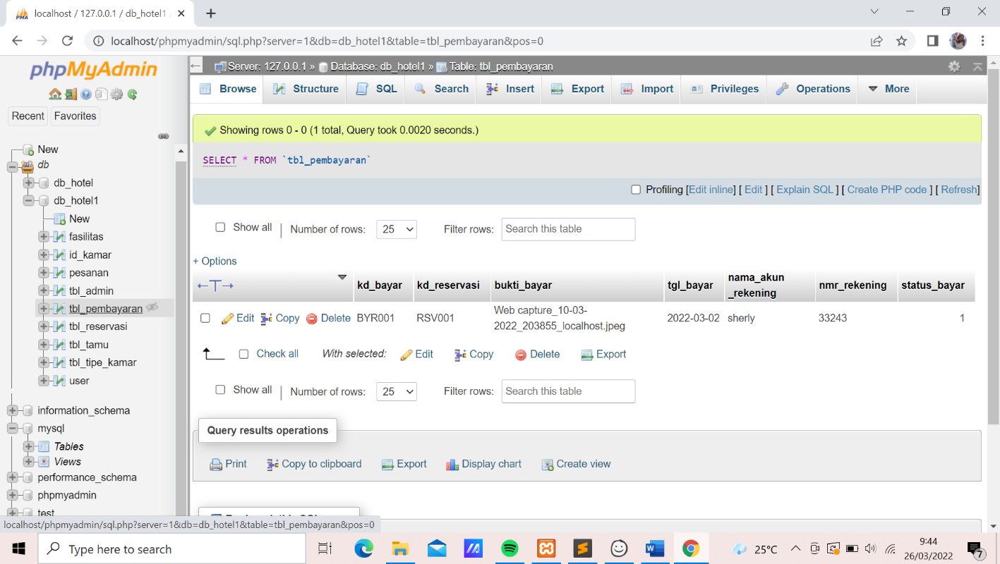 localhost / 127.0.0.1 / db_hotel1
localhost/phpmyadmin/sql.php?server=1&db=db_hotel1&table=tbl_pembayaran&pos=0
phpMyAdmin
Recent Favorites
New
db
db_hotel
db_hotel1
New
fasilitas
id_kamar
pesanan
tbl_admin
tbl_pembayaran
tbl_reservasi
tbl_tamu
tbl_tipe_kamar
user
information_schema
mysql
Tables
Views
performance_schema
phpmyadmin
test
localhost/phpmyadmin/sql.php?server=1&db=db_hotel1&table=tbl_pembayaran&pos=0
Server: 127.0.0.1 » Database: db_hotel1 » Table: tbl_pembayaran
Browse Structure SQL Search Insert Export Import Privileges Operations More
Showing rows 0 - 0 (1 total, Query took 0.0020 seconds.)
SELECT * FROM `tbl_pembayaran`
Profiling [Edit inline] [ Edit ] [ Explain SQL ] [ Create PHP code ] [ Refresh]
Show all | Number of rows: 25 Filter rows: Search this table
+ Options
←T→ kd_bayar kd_reservasi bukti_bayar tgl_bayar nama_akun_rekening nmr_rekening status_bayar
Edit Copy Delete BYR001 RSV001 Web capture_10-03-2022_203855_localhost.jpeg 2022-03-02 sherly 33243 1
Check all With selected: Edit Copy Delete Export
Show all | Number of rows: 25 Filter rows: Search this table
Query results operations
Print Copy to clipboard Export Display chart Create view
Type here to search
25°C
9:44
26/03/2022
7